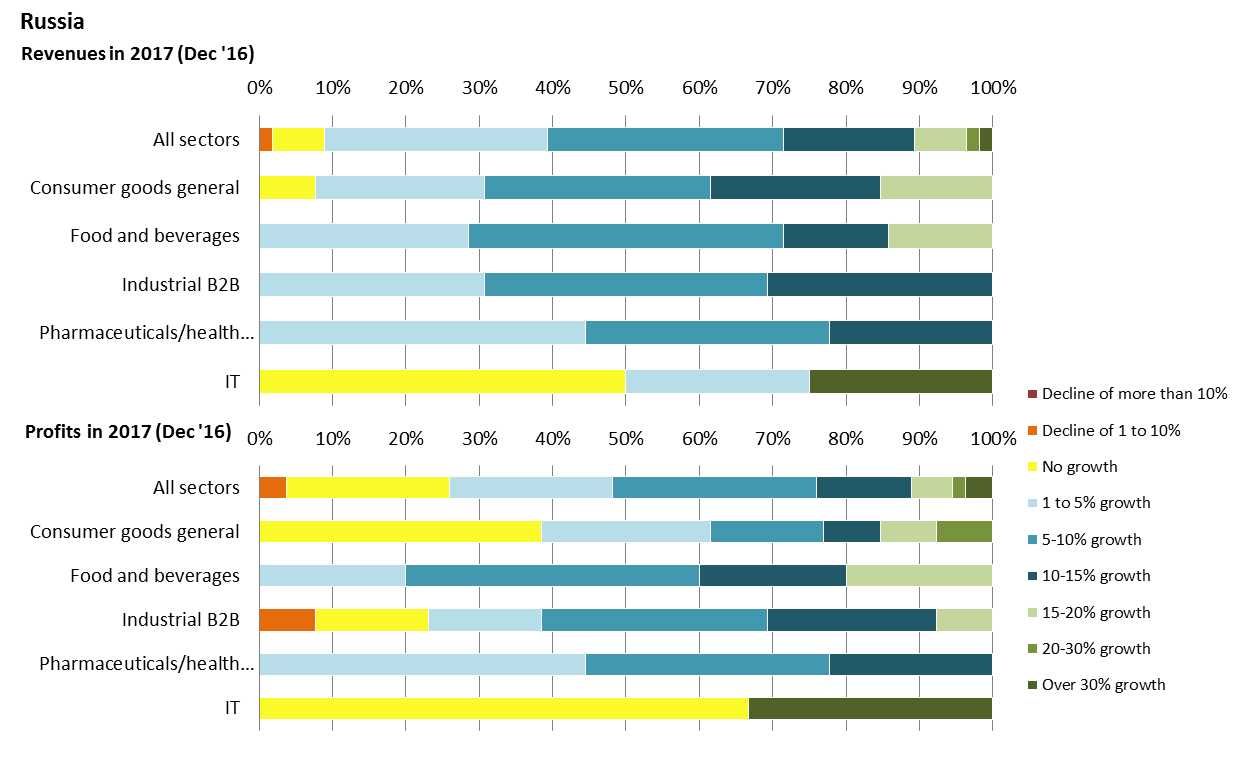 Russia
Revenues in 2017 (Dec '16)
0% 10% 20% 30% 40% 50% 60% 70% 80% 90% 100%
All sectors
Consumer goods general
Food and beverages
Industrial B2B
Pharmaceuticals/health...
IT
Profits in 2017 (Dec '16)
0% 10% 20% 30% 40% 50% 60% 70% 80% 90% 100%
All sectors
Consumer goods general
Food and beverages
Industrial B2B
Pharmaceuticals/health...
IT
Decline of more than 10%
Decline of 1 to 10%
No growth
1 to 5% growth
5-10% growth
10-15% growth
15-20% growth
20-30% growth
Over 30% growth